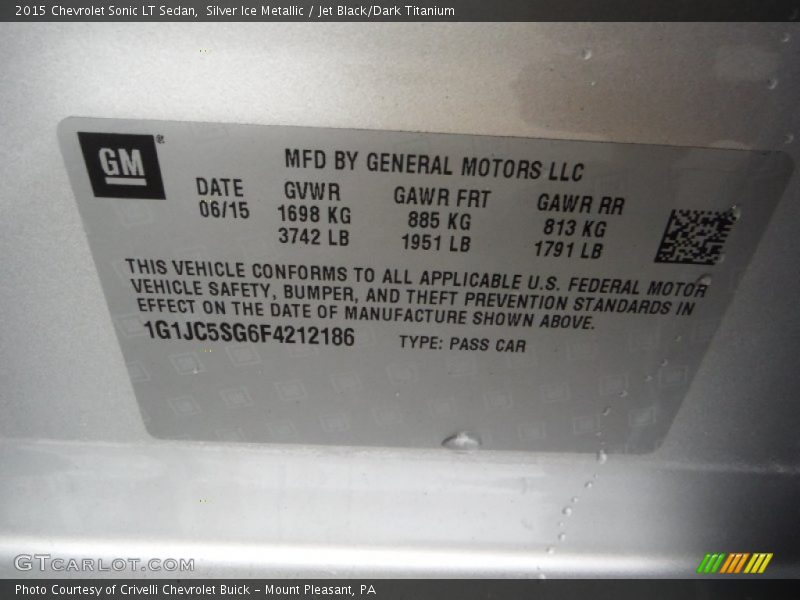 2015 Chevrolet Sonic LT Sedan,  Silver Ice Metallic / Jet Black/Dark Titanium
GM®
MFD BY GENERAL MOTORS LLC
DATE GVWR GAWR FRT GAWR RR
06/15 1698 KG 885 KG 813 KG
3742 LB 1951 LB 1791 LB
THIS VEHICLE CONFORMS TO ALL APPLICABLE U.S. FEDERAL MOTOR
VEHICLE SAFETY, BUMPER, AND THEFT PREVENTION STANDARDS IN
EFFECT ON THE DATE OF MANUFACTURE SHOWN ABOVE.
1G1JC5SG6F4212186 TYPE: PASS CAR
GTCARLOT.COM
Photo Courtesy of Crivelli Chevrolet Buick – Mount Pleasant, PA